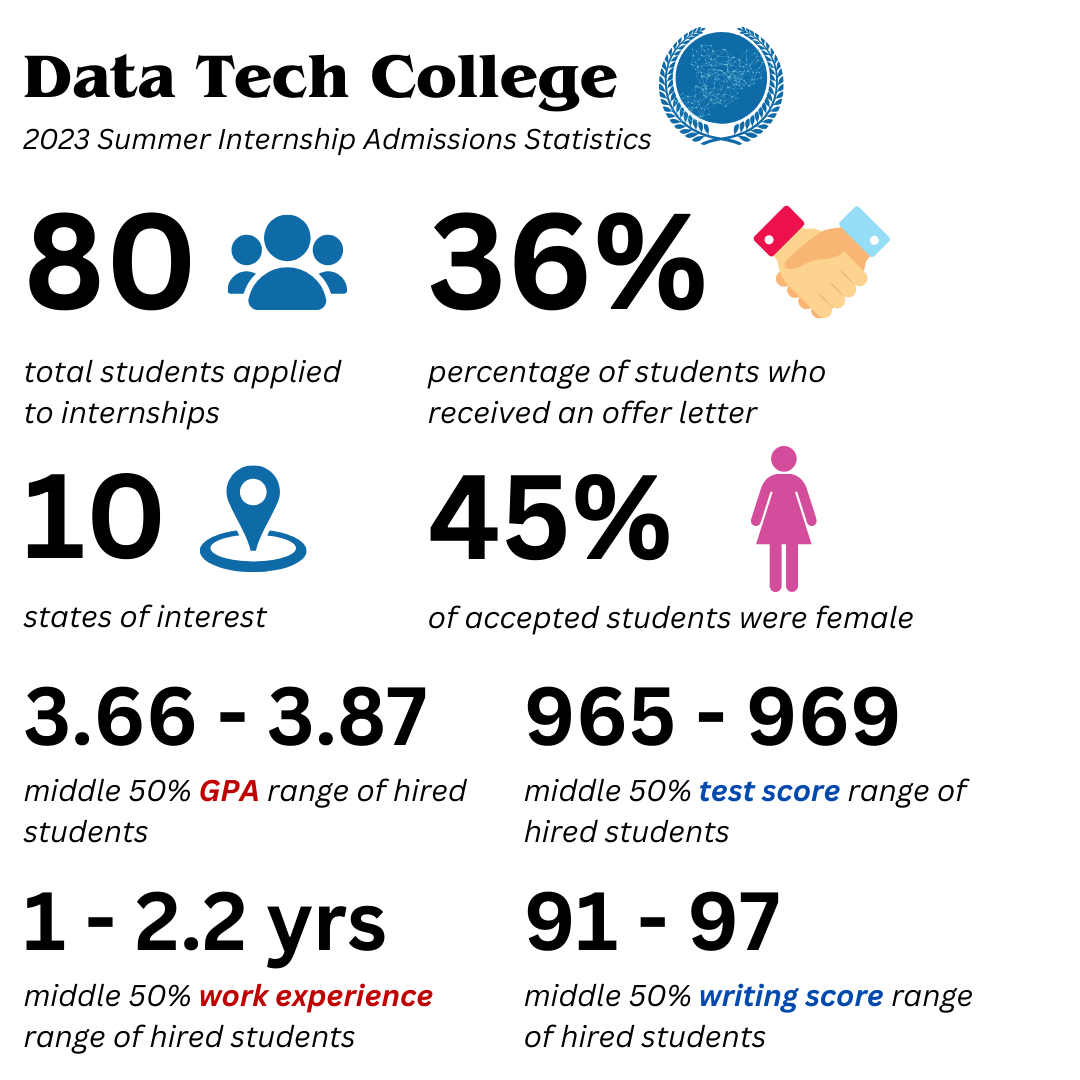 Data Tech College
2023 Summer Internship Admissions Statistics
80
total students applied
to internships
36%
percentage of students who
received an offer letter
10
states of interest
45%
of accepted students were female
3.66 - 3.87
middle 50% GPA range of hired
students
965 - 969
middle 50% test score range of
hired students
1 - 2.2 yrs
middle 50% work experience
range of hired students
91 - 97
middle 50% writing score range
of hired students